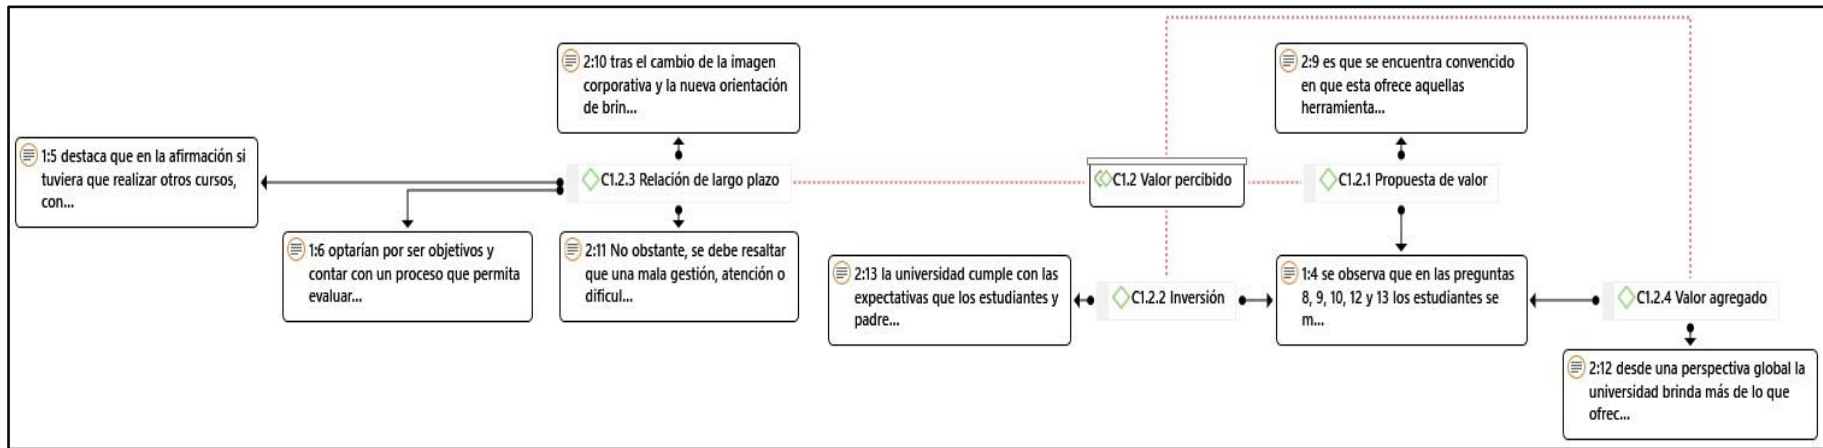 2:10 tras el cambio de la imagen
corporativa y la nueva orientación
de brin...
2:9 es que se encuentra convencido
en que esta ofrece aquellas
herramienta...
1:5 destaca que en la afirmación si
tuviera que realizar otros cursos,
con...
C1.2.3 Relación de largo plazo
C1.2 Valor percibido
C1.2.1 Propuesta de valor
1:6 optarían por ser objetivos y
contar con un proceso que permita
evaluar...
2:11 No obstante, se debe resaltar
que una mala gestión, atención o
dificul...
2:13 la universidad cumple con las
expectativas que los estudiantes y
padre...
C1.2.2 Inversión
1:4 se observa que en las preguntas
8, 9, 10, 12 y 13 los estudiantes se
m...
C1.2.4 Valor agregado
2:12 desde una perspectiva global la
universidad brinda más de lo que
ofrec...